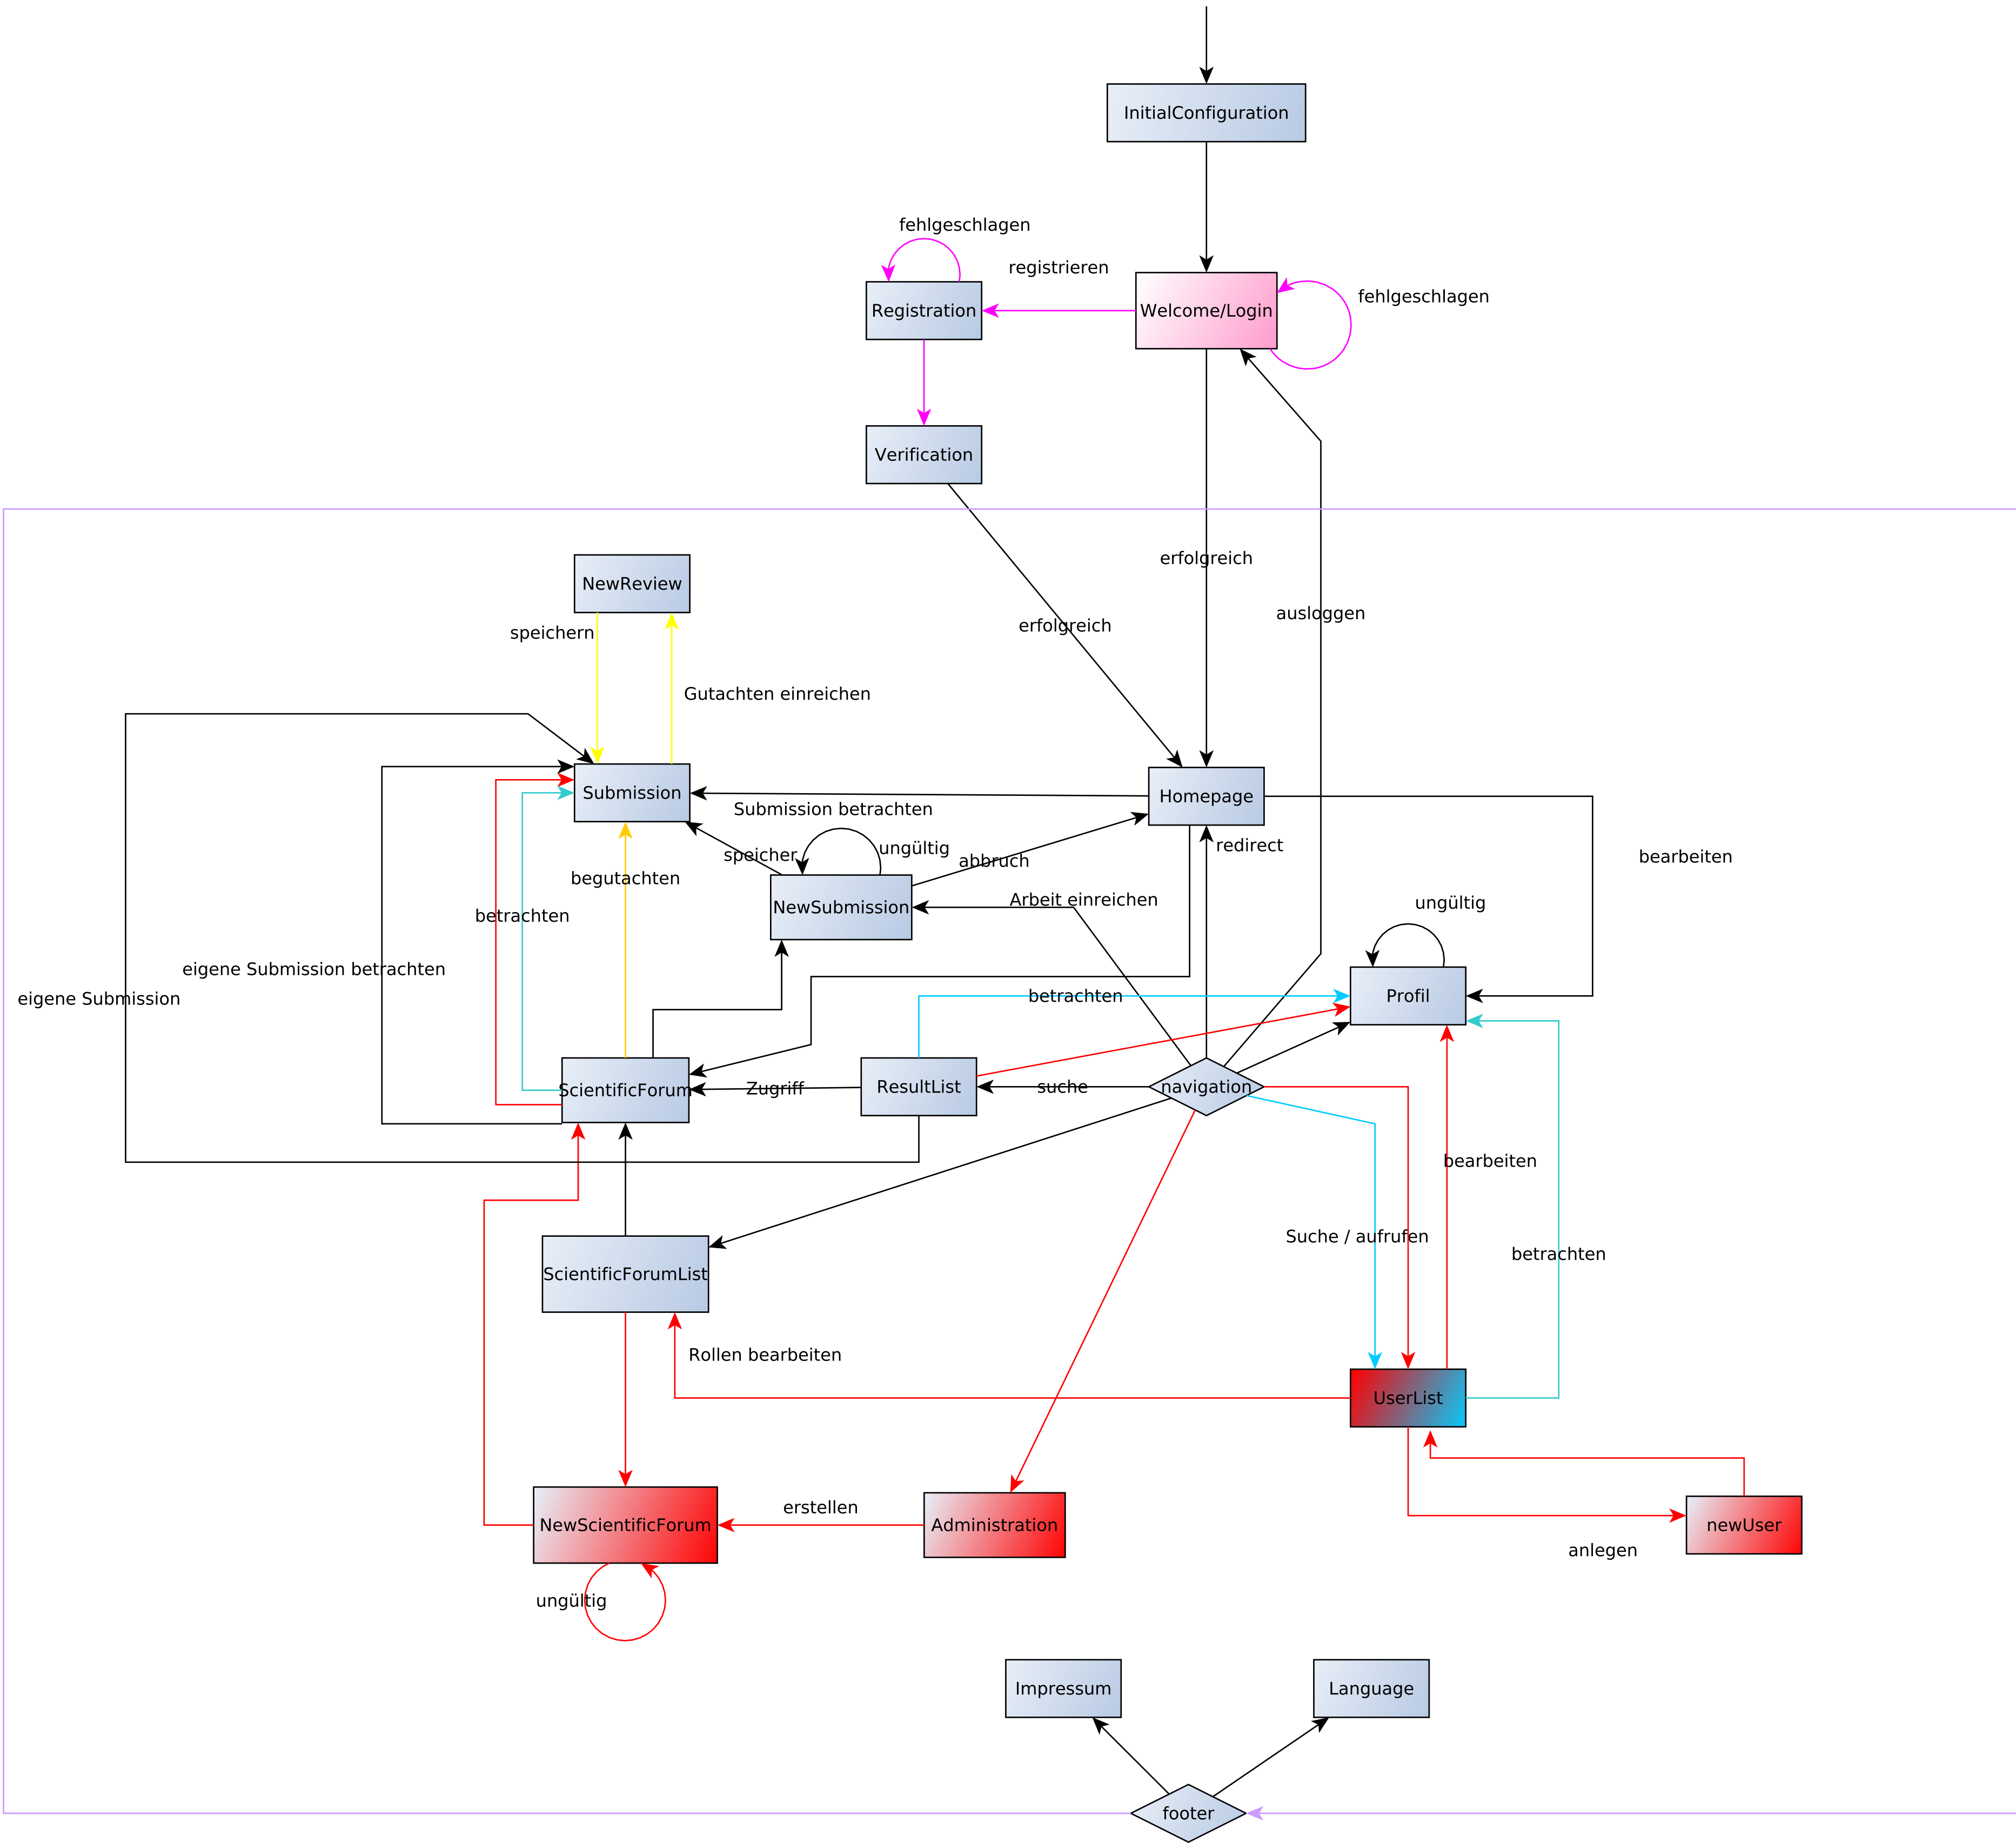 InitialConfiguration
fehlgeschlagen
registrieren
fehlgeschlagen
Registration
Welcome/Login
Verification
erfolgreich
NewReview
ausloggen
erfolgreich
speichern
Gutachten einreichen
Submission
Homepage
Submission betrachten
redirect
ungültig
speicher
abbruch
bearbeiten
begutachten
Arbeit einreichen
ungültig
NewSubmission
betrachten
eigene Submission betrachten
eigene Submission
betrachten
Profil
ScientificForum
Zugriff
ResultList
suche
navigation
bearbeiten
Suche / aufrufen
betrachten
ScientificForumList
Rollen bearbeiten
UserList
erstellen
NewScientificForum
Administration
newUser
anlegen
ungültig
Impressum
Language
footer